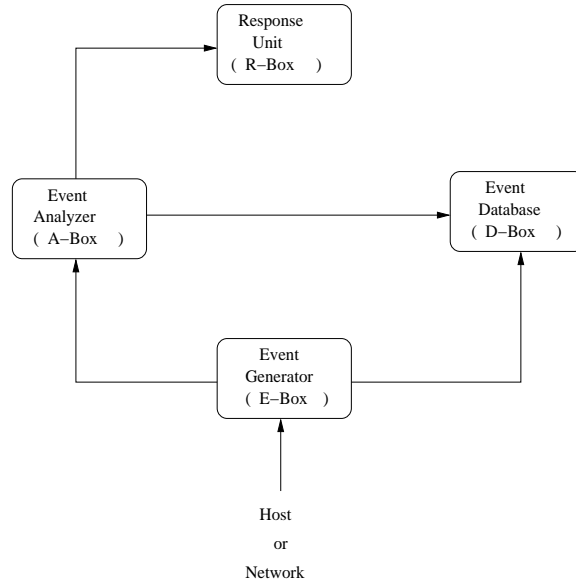 Response
Unit
( R–Box )
Event
Analyzer
( A–Box )
Event
Database
( D–Box )
Event
Generator
( E–Box )
Host
or
Network